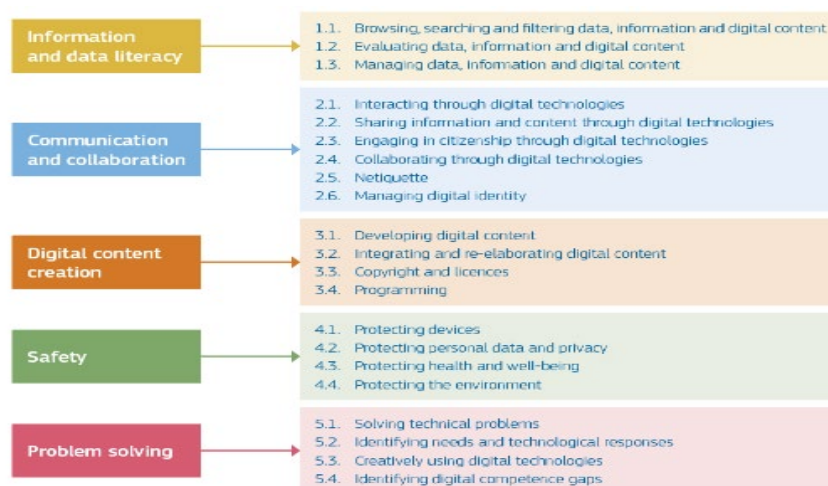 Information
and data literacy
1.1. Browsing, searching and filtering data, information and digital content
1.2. Evaluating data, information and digital content
1.3. Managing data, information and digital content
Communication
and collaboration
2.1. Interacting through digital technologies
2.2. Sharing information and content through digital technologies
2.3. Engaging in citizenship through digital technologies
2.4. Collaborating through digital technologies
2.5. Netiquette
2.6. Managing digital identity
Digital content
creation
3.1. Developing digital content
3.2. Integrating and re-elaborating digital content
3.3. Copyright and licences
3.4. Programming
Safety
4.1. Protecting devices
4.2. Protecting personal data and privacy
4.3. Protecting health and well-being
4.4. Protecting the environment
Problem solving
5.1. Solving technical problems
5.2. Identifying needs and technological responses
5.3. Creatively using digital technologies
5.4. Identifying digital competence gaps